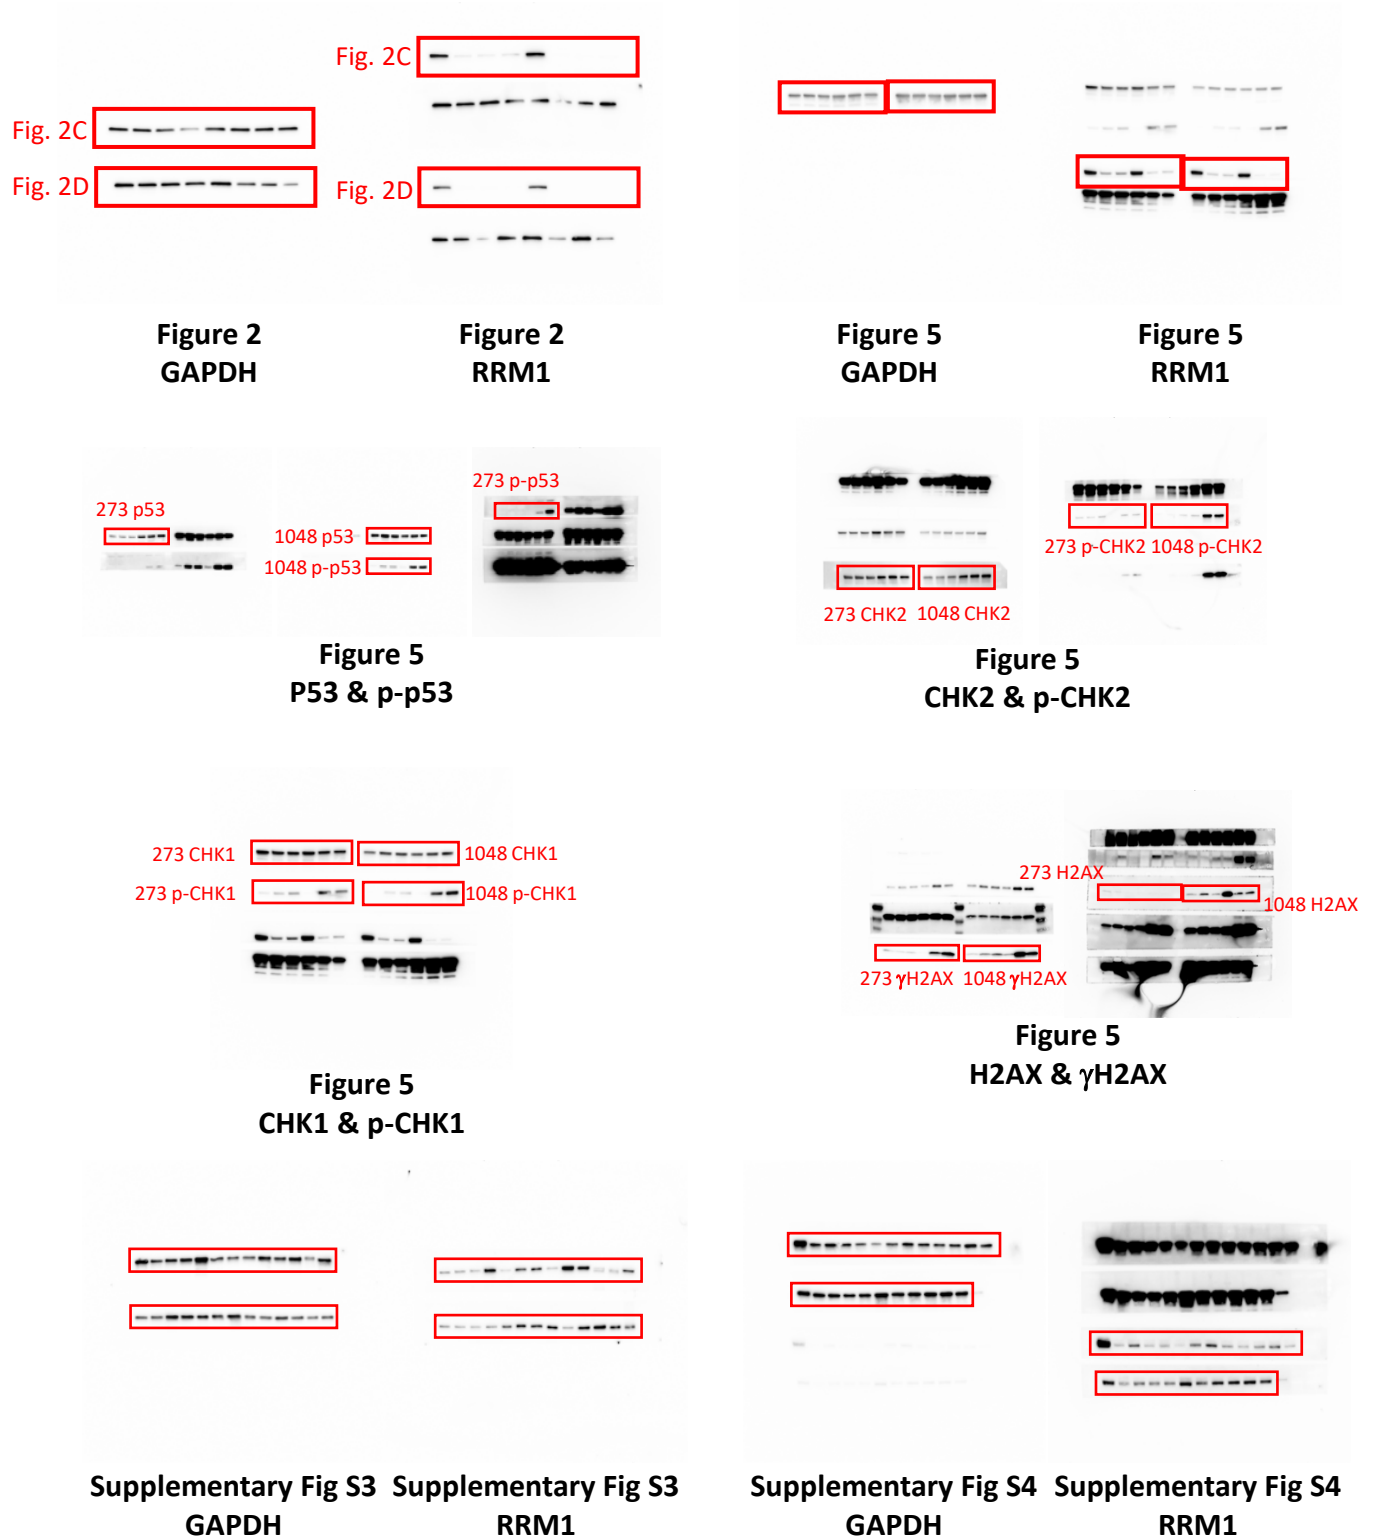 Fig. 2C
Fig. 2C
Fig. 2D
Fig. 2D
Figure 2
GAPDH
Figure 2
RRM1
Figure 5
GAPDH
Figure 5
RRM1
273 p53
1048 p53
1048 p-p53
273 p-p53
Figure 5
P53 & p-p53
273 CHK2 1048 CHK2
273 p-CHK2 1048 p-CHK2
Figure 5
CHK2 & p-CHK2
273 CHK1
1048 CHK1
273 p-CHK1
1048 p-CHK1
Figure 5
CHK1 & p-CHK1
273 H2AX
1048 H2AX
273 γH2AX 1048 γH2AX
Figure 5
H2AX & γH2AX
Supplementary Fig S3
GAPDH
Supplementary Fig S3
RRM1
Supplementary Fig S4
GAPDH
Supplementary Fig S4
RRM1